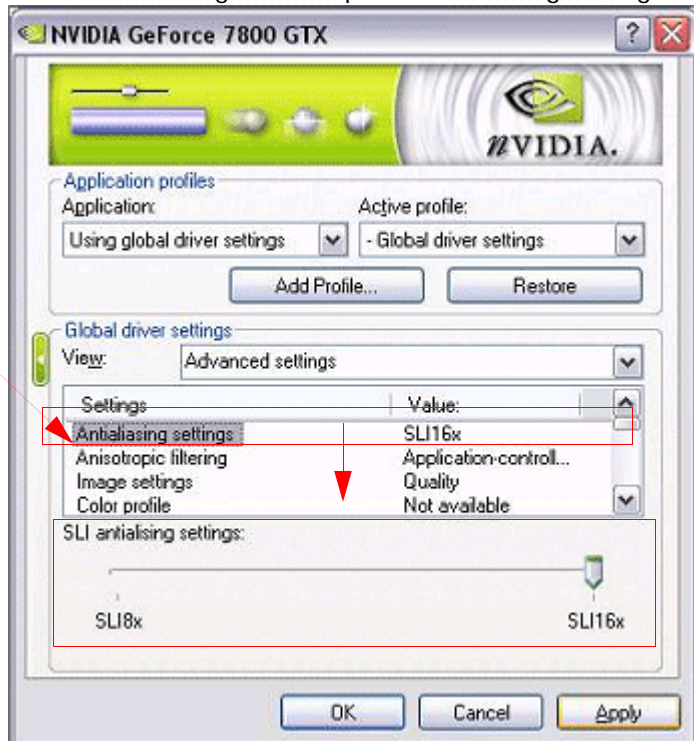 NVIDIA GeForce 7800 GTX
nVIDIA.
Application profiles
Application:
Active profile:
Using global driver settings
- Global driver settings
Add Profile...
Restore
Global driver settings
View:
Advanced settings
Settings
Value:
Antialiasing settings
SLI16x
Anisotropic filtering
Application-controll...
Image settings
Quality
Color profile
Not available
SLI antialising settings:
SLI8x
SLI16x
OK
Cancel
Apply